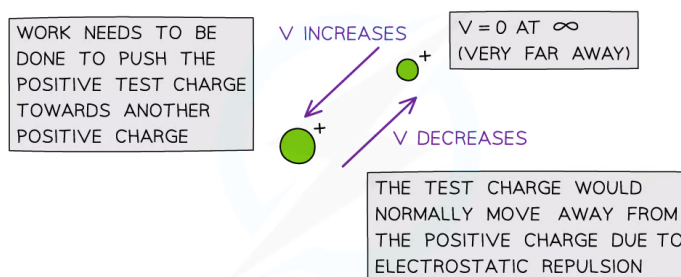 WORK NEEDS TO BE
DONE TO PUSH THE
POSITIVE TEST CHARGE
TOWARDS ANOTHER
POSITIVE CHARGE
V INCREASES
+
V = 0 AT ∞
(VERY FAR AWAY)
+
V DECREASES
THE TEST CHARGE WOULD
NORMALLY MOVE AWAY FROM
THE POSITIVE CHARGE DUE TO
ELECTROSTATIC REPULSION